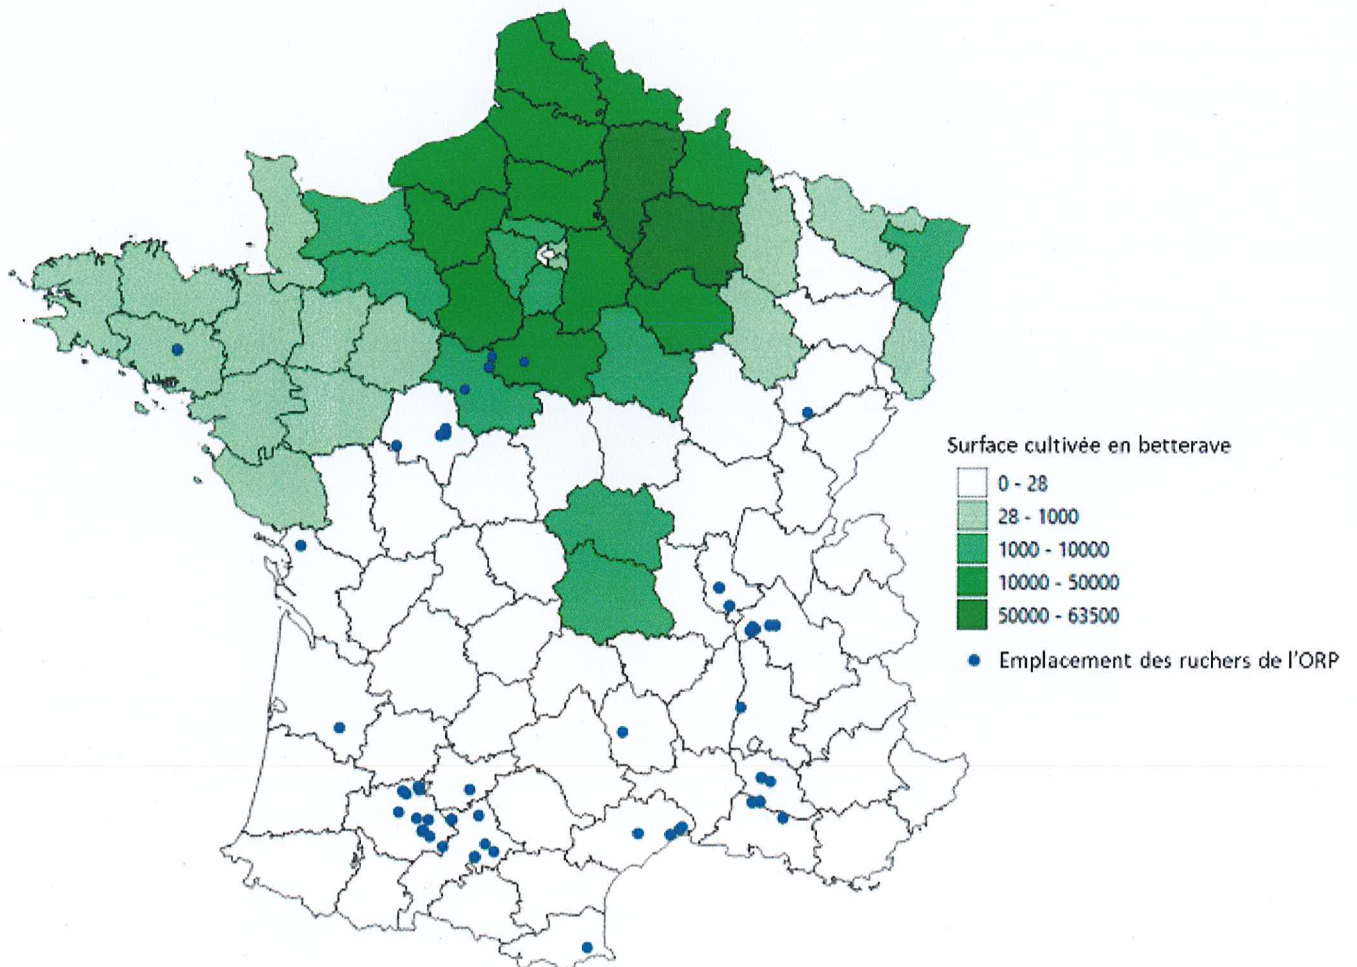 Surface cultivée en betterave
0 - 28
28 - 1000
1000 - 10000
10000 - 50000
50000 - 63500
Emplacement des ruchers de l'ORP